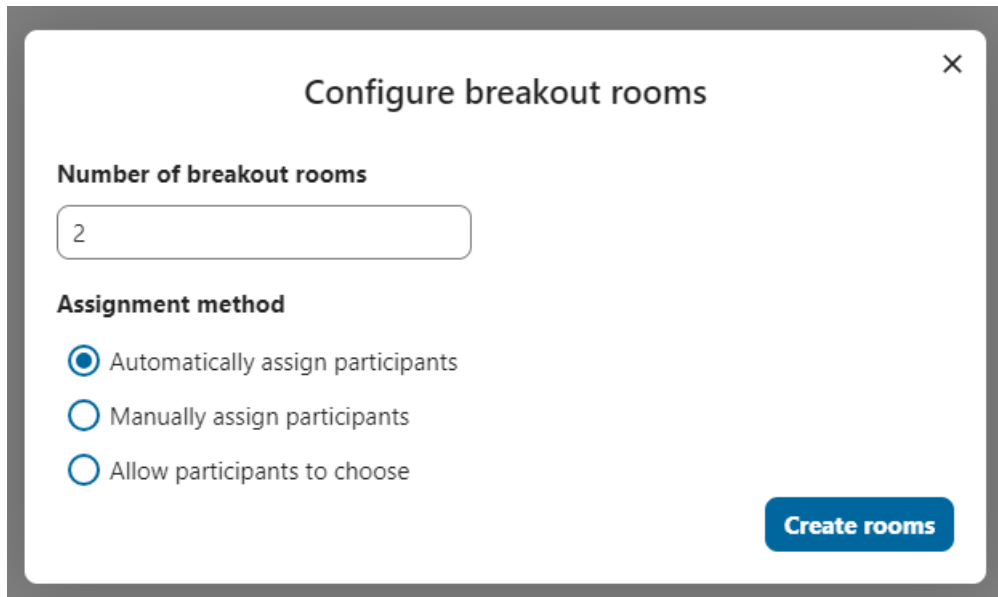 Configure breakout rooms
Number of breakout rooms
2
Assignment method
Automatically assign participants
Manually assign participants
Allow participants to choose
Create rooms